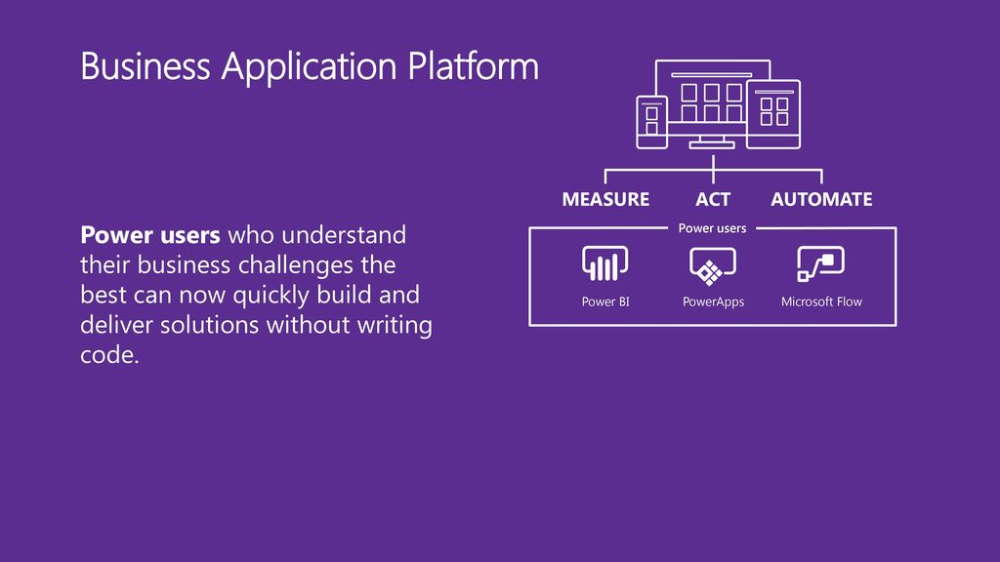 Business Application Platform
Power users who understand
their business challenges the
best can now quickly build and
deliver solutions without writing
code.
MEASURE ACT AUTOMATE
Power users
Power BI PowerApps Microsoft Flow